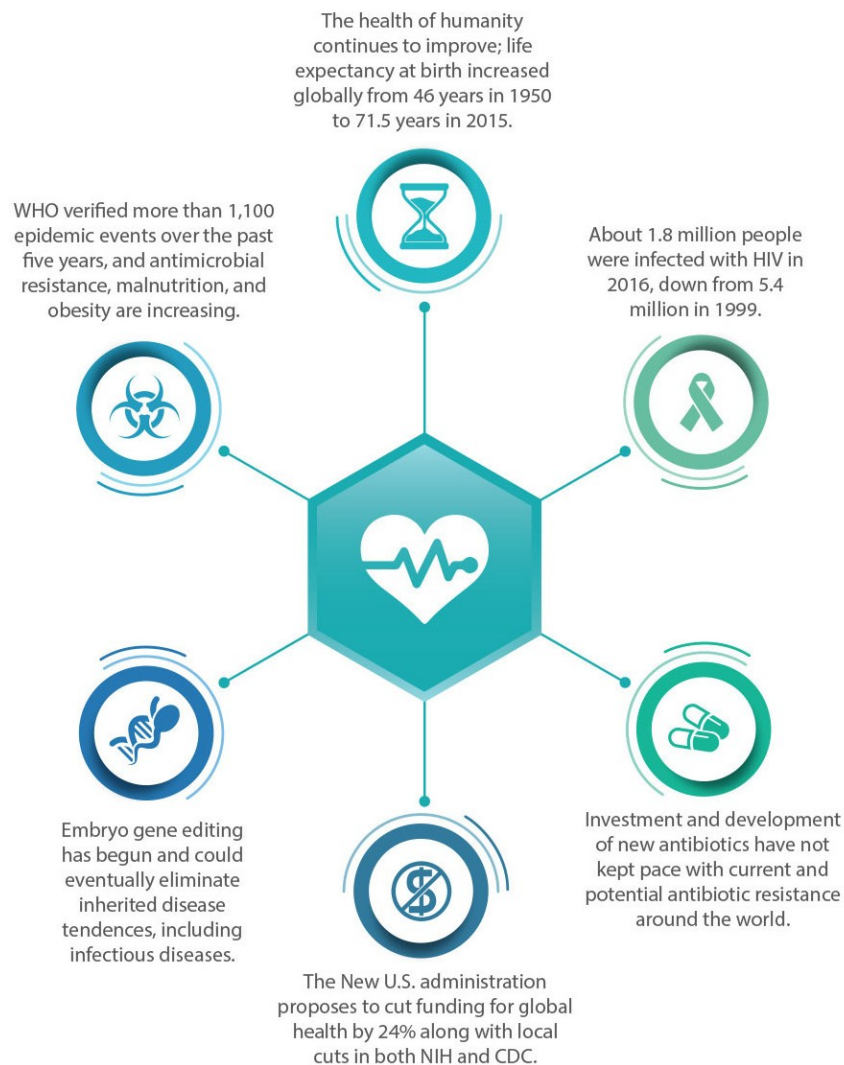 The health of humanity
continues to improve; life
expectancy at birth increased
globally from 46 years in 1950
to 71.5 years in 2015.
WHO verified more than 1,100
epidemic events over the past
five years, and antimicrobial
resistance, malnutrition, and
obesity are increasing.
About 1.8 million people
were infected with HIV in
2016, down from 5.4
million in 1999.
Embryo gene editing
has begun and could
eventually eliminate
inherited disease
tendences, including
infectious diseases.
Investment and development
of new antibiotics have not
kept pace with current and
potential antibiotic resistance
around the world.
The New U.S. administration
proposes to cut funding for global
health by 24% along with local
cuts in both NIH and CDC.